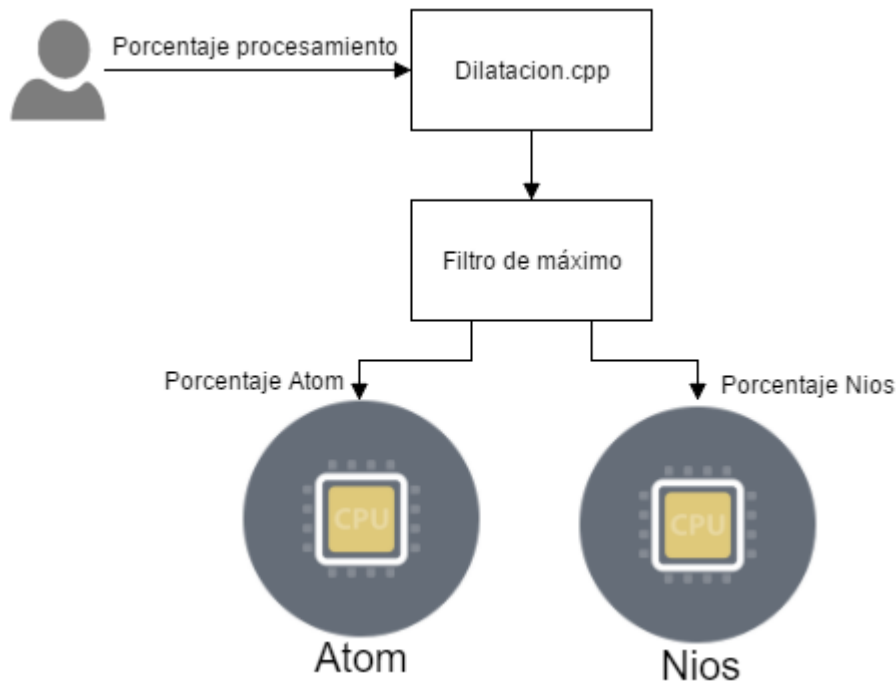 Porcentaje procesamiento
Dilatacion.cpp
Filtro de máximo
Porcentaje Atom
Porcentaje Nios
CPU
CPU
Atom
Nios